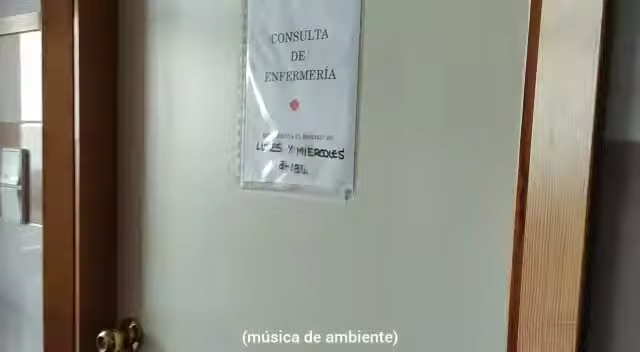 CONSULTA
DE
ENFERMERÍA
LUNES Y MIERCOLES
(música de ambiente)